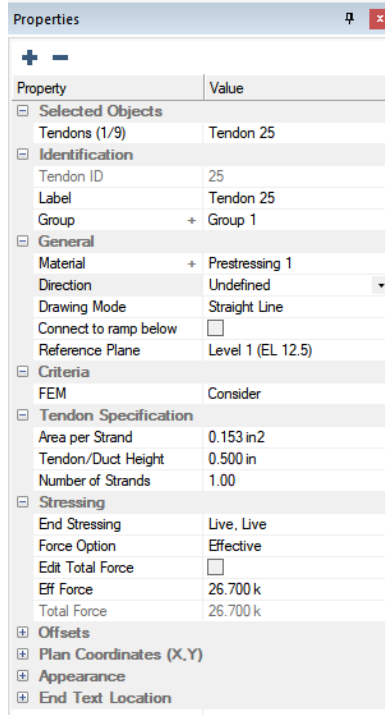 Properties
Property Value
Selected Objects
Tendons (1/9) Tendon 25
Identification
Tendon ID 25
Label Tendon 25
Group + Group 1
General
Material + Prestressing 1
Direction Undefined
Drawing Mode Straight Line
Connect to ramp below
Reference Plane Level 1 (EL 12.5)
Criteria
FEM Consider
Tendon Specification
Area per Strand 0.153 in2
Tendon/Duct Height 0.500 in
Number of Strands 1.00
Stressing
End Stressing Live, Live
Force Option Effective
Edit Total Force
Eff Force 26.700 k
Total Force 26.700 k
Offsets
Plan Coordinates (X,Y)
Appearance
End Text Location